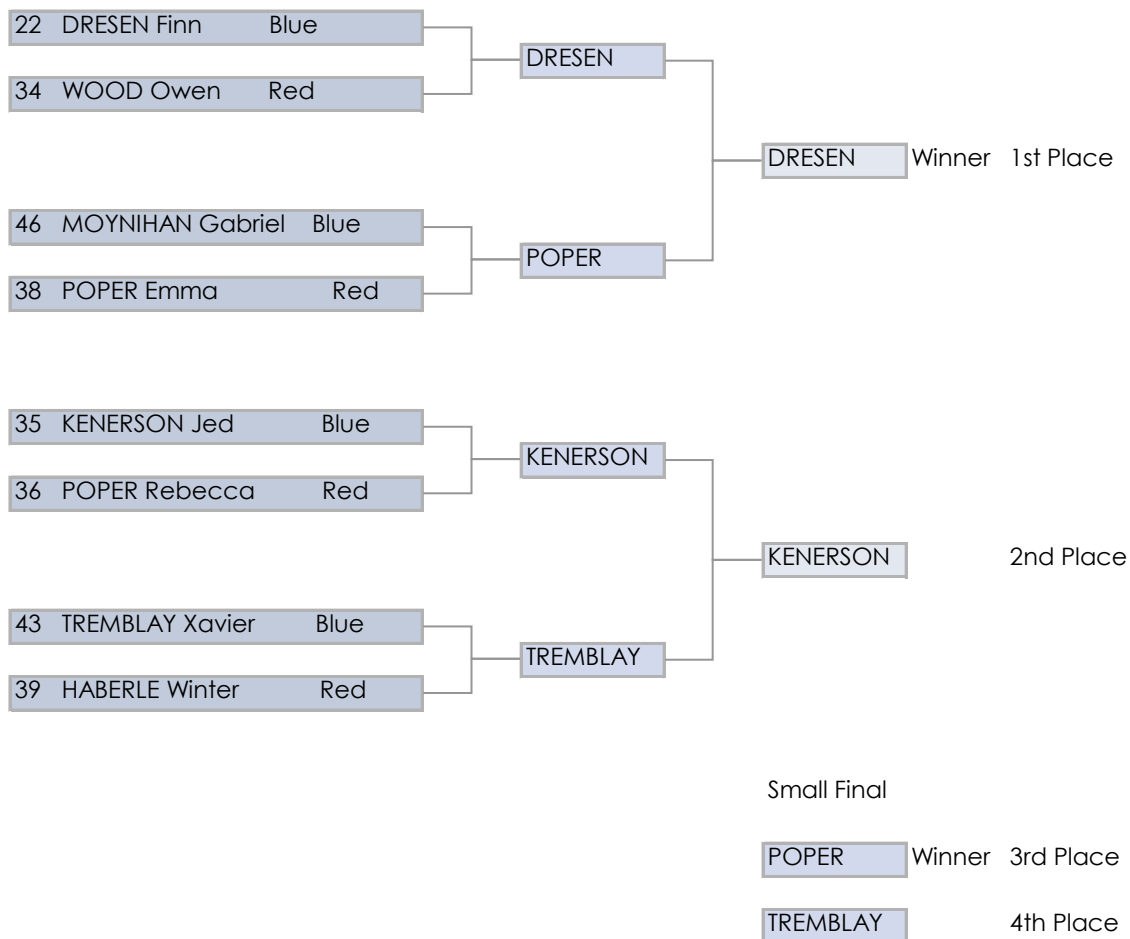 22 DRESEN Finn Blue
DRESEN
34 WOOD Owen Red
DRESEN Winner 1st Place
46 MOYNIHAN Gabriel Blue
POPER
38 POPER Emma Red
35 KENERSON Jed Blue
KENERSON
36 POPER Rebecca Red
KENERSON 2nd Place
43 TREMBLAY Xavier Blue
TREMBLAY
39 HABERLE Winter Red
Small Final
POPER Winner 3rd Place
TREMBLAY 4th Place